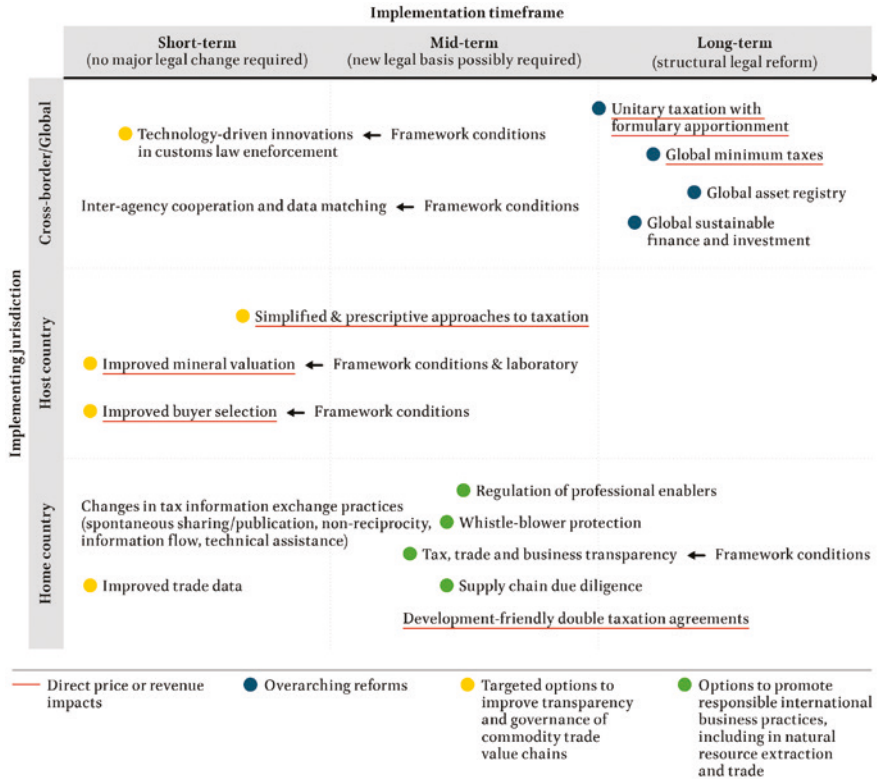 Implementation timeframe
Short-term
(no major legal change required)
Mid-term
(new legal basis possibly required)
Long-term
(structural legal reform)
Implementing jurisdiction
Cross-border/Global
Technology-driven innovations
in customs law eneforcement
Framework conditions
Unitary taxation with
formulary apportionment
Global minimum taxes
Inter-agency cooperation and data matching
Framework conditions
Global asset registry
Global sustainable
finance and investment
Host country
Simplified & prescriptive approaches to taxation
Improved mineral valuation
Framework conditions & laboratory
Improved buyer selection
Framework conditions
Home country
Changes in tax information exchange practices
(spontaneous sharing/publication, non-reciprocity,
information flow, technical assistance)
Regulation of professional enablers
Whistle-blower protection
Tax, trade and business transparency
Framework conditions
Improved trade data
Supply chain due diligence
Development-friendly double taxation agreements
Direct price or revenue
impacts
Overarching reforms
Targeted options to
improve transparency
and governance of
commodity trade
value chains
Options to promote
responsible international
business practices,
including in natural
resource extraction
and trade